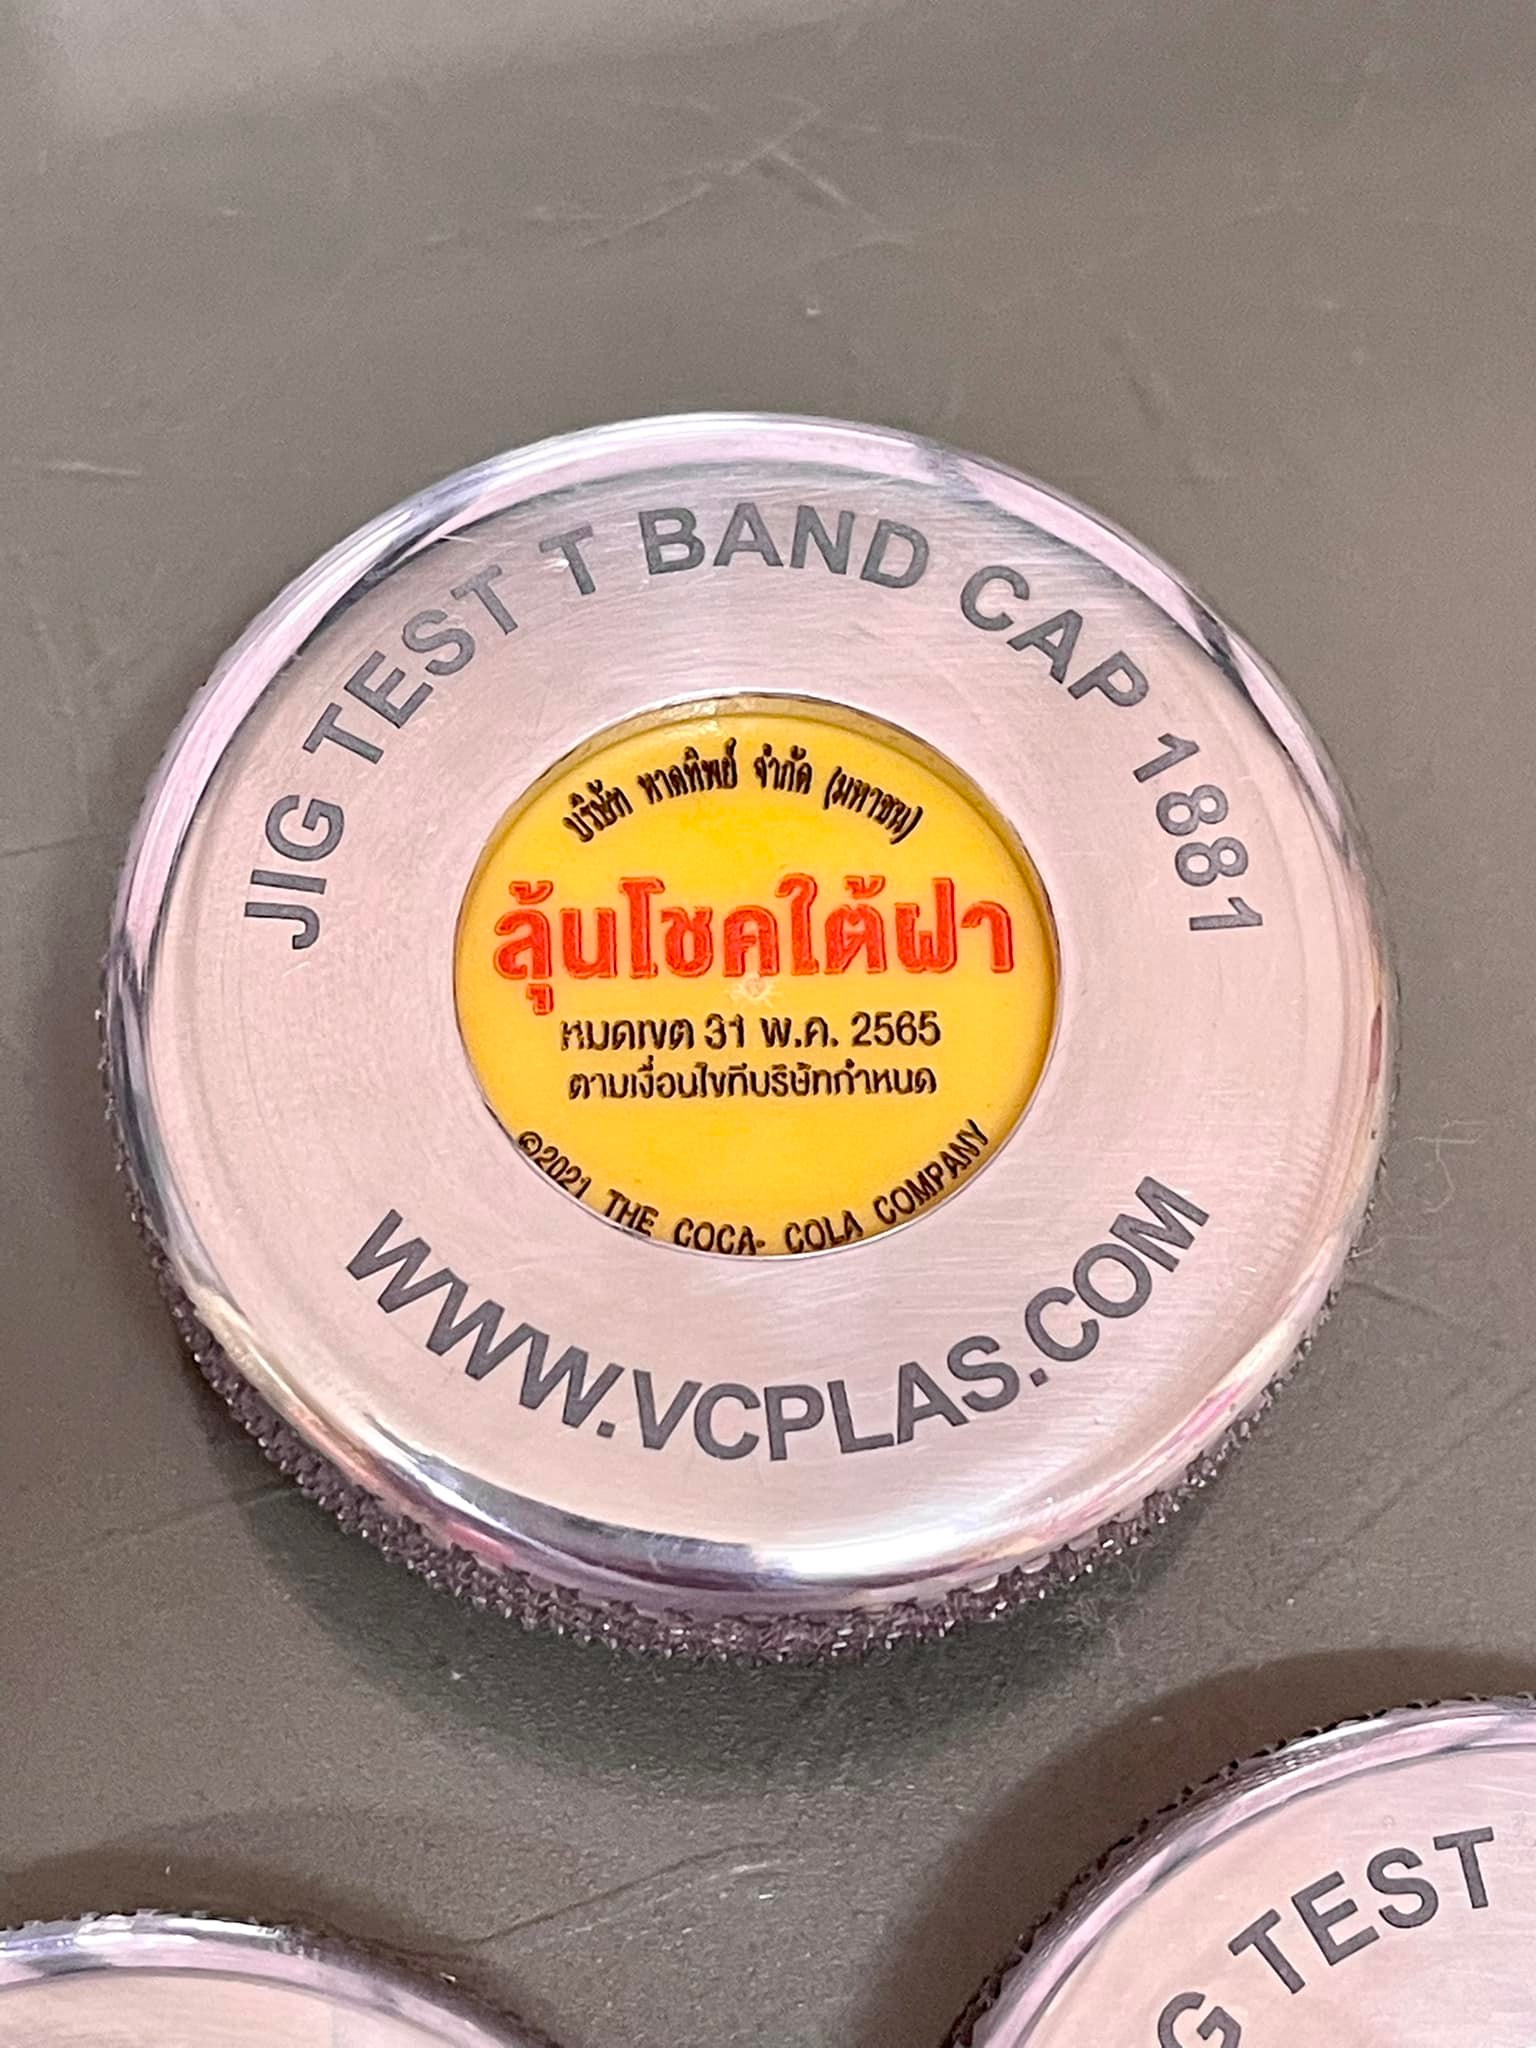 JIG TEST T BAND CAP 1881
บริษัท หาดทิพย์ จำกัด (มหาชน)
ลุ้นโชคใต้ฝา
หมดเขต 31 พ.ค. 2565
ตามเงื่อนไขที่บริษัทกำหนด
©2021 THE COCA- COLA COMPANY
WWW.VCPLAS.COM
G TEST